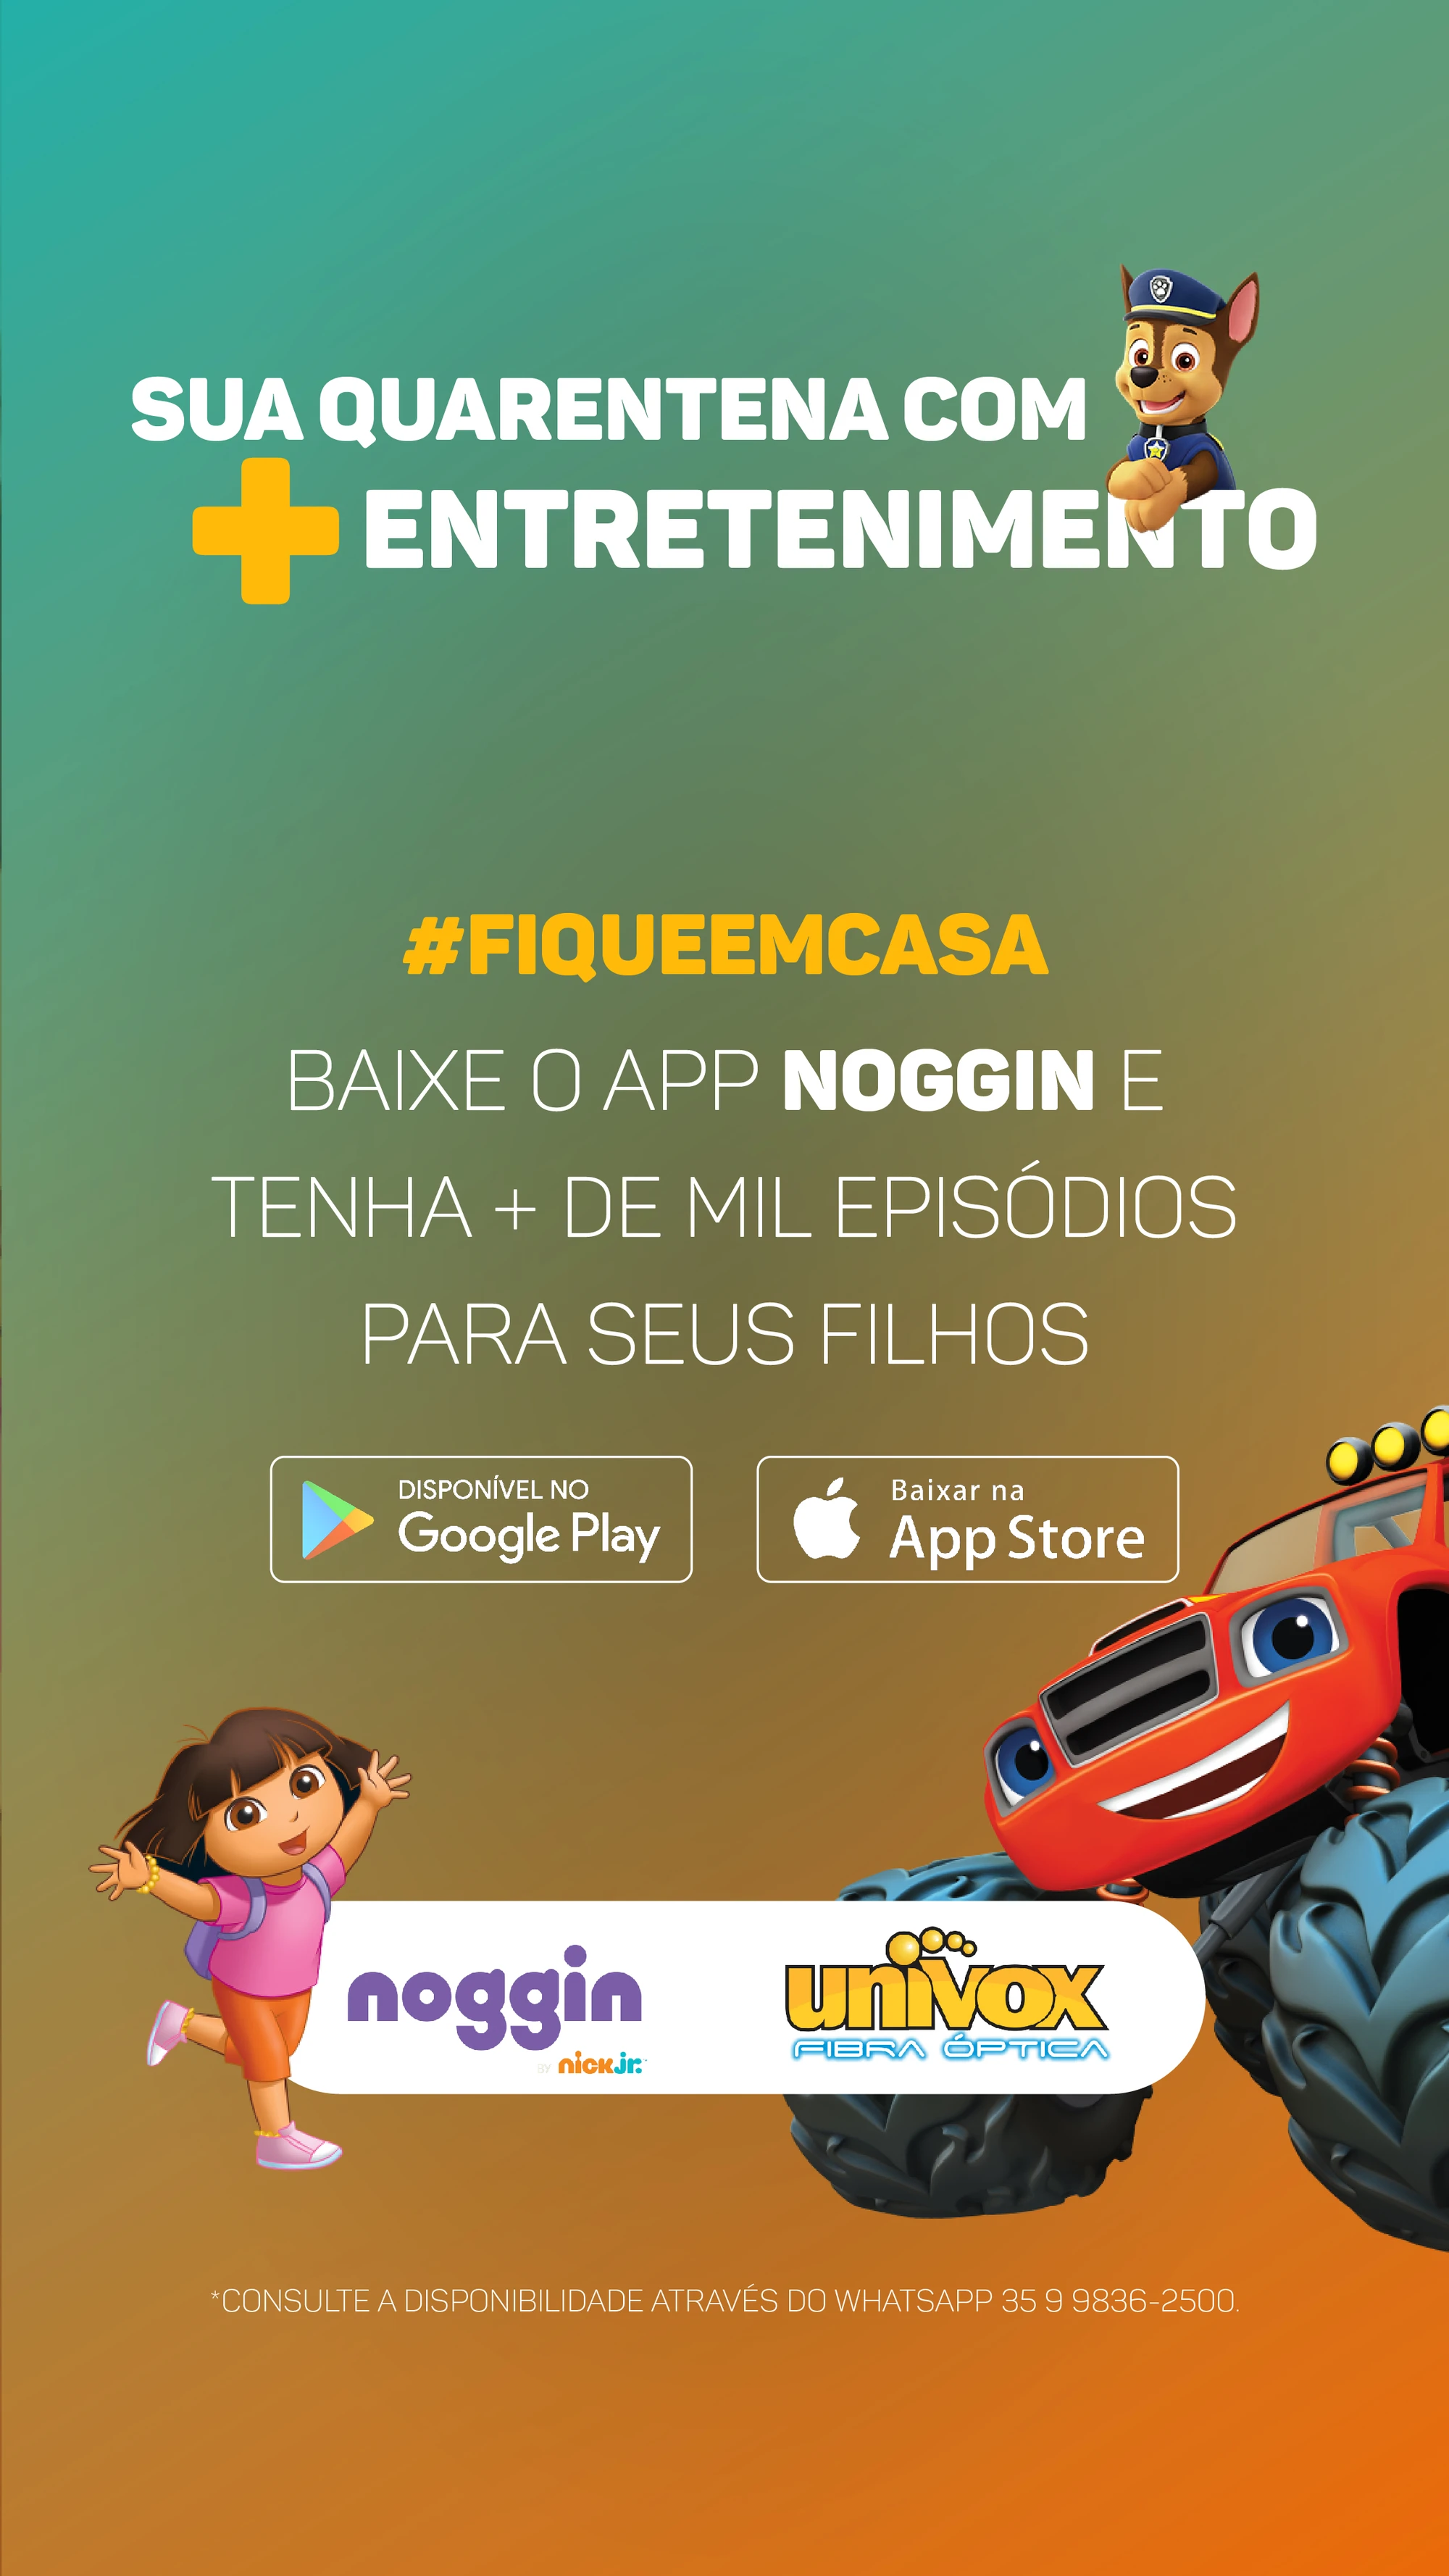 SUA QUARENTENA COM
+ ENTRETENIMENTO
#FIQUEEMCASA
BAIXE O APP NOGGIN E
TENHA + DE MIL EPISÓDIOS
PARA SEUS FILHOS
DISPONÍVEL NO
Google Play
Baixar na
App Store
noggin
BY nick jr.
univox
FIBRA ÓPTICA
*CONSULTE A DISPONIBILIDADE ATRAVÉS DO WHATSAPP 35 9 9836-2500.